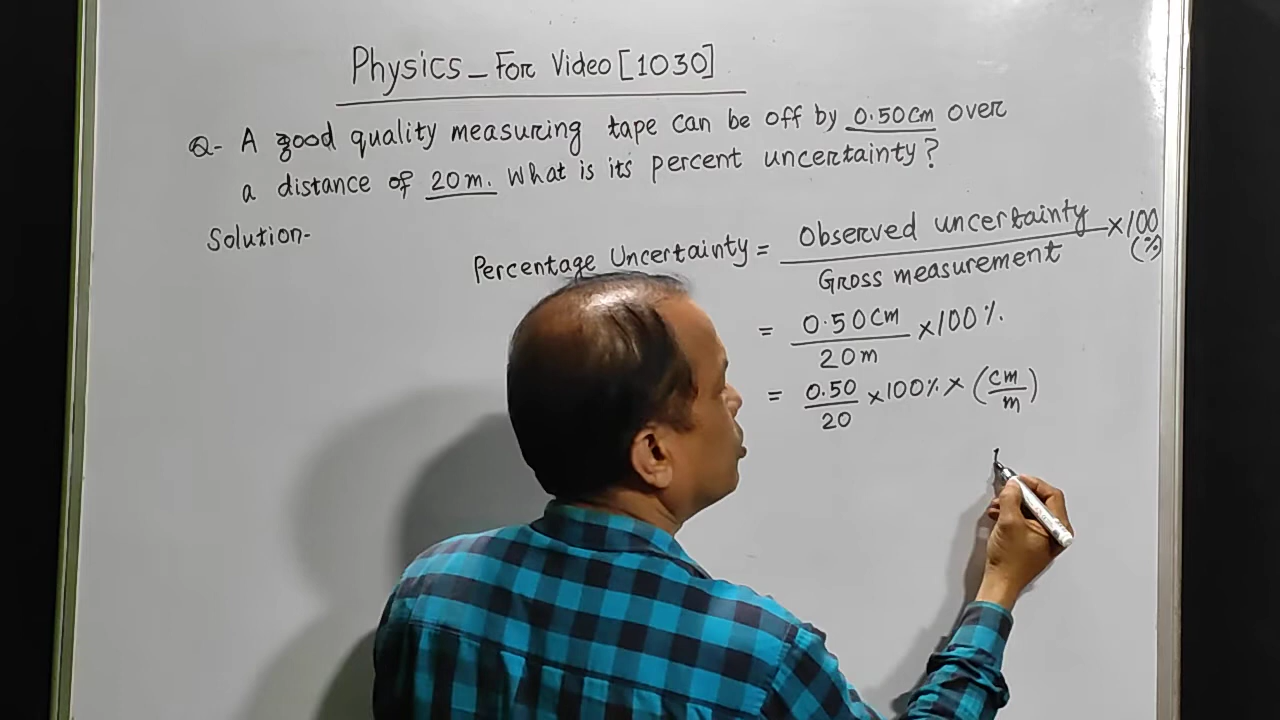 Physics_For Video [1030]
Q- A good quality measuring tape can be off by 0.50cm over
a distance of 20m. What is its percent uncertainty?
Solution-
Percentage Uncertainty = Observed uncertainty / Gross measurement ×100 (%)
= 0.50cm / 20m ×100%
= 0.50 / 20 ×100% × (cm / m)